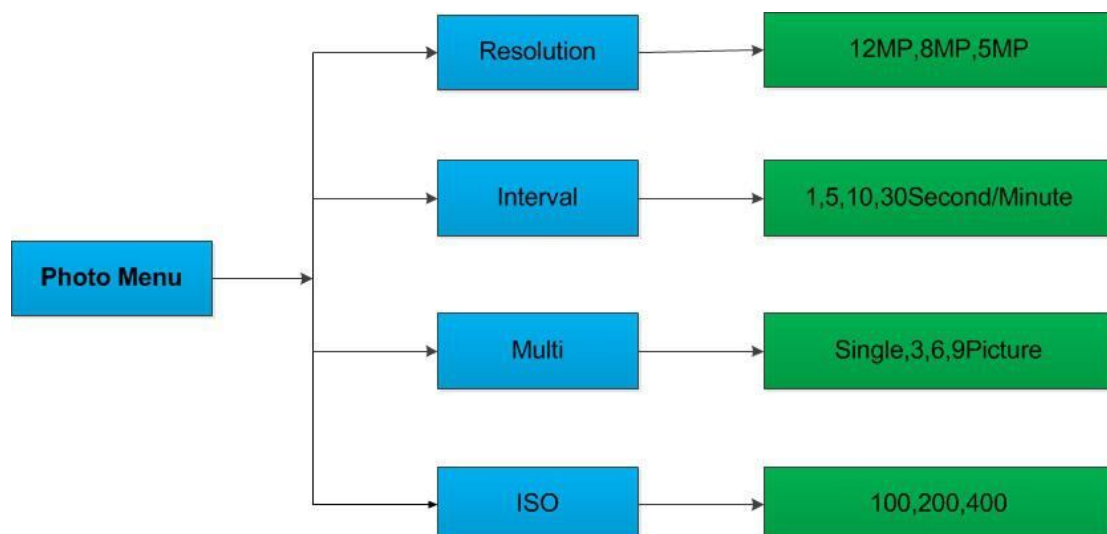 Resolution
12MP,8MP,5MP
Interval
1,5,10,30Second/Minute
Photo Menu
Multi
Single,3,6,9Picture
ISO
100,200,400